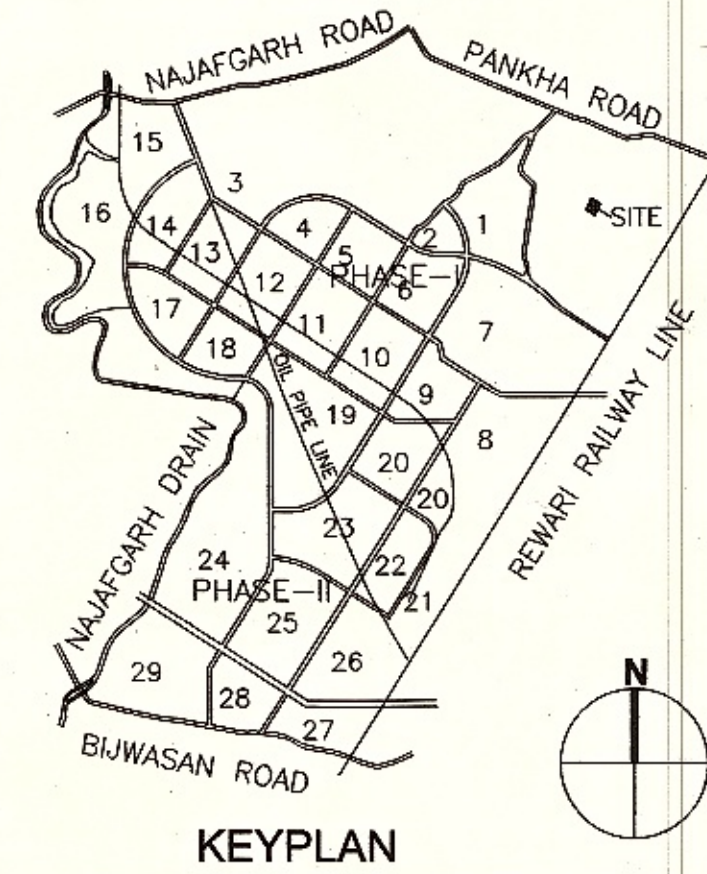 NAJAFGARH ROAD
PANKHA ROAD
15
3
1
SITE
16
14
4
2
13
5
PHASE-I
12
6
17
11
7
18
10
OIL PIPE LINE
9
19
8
REWARI RAILWAY LINE
20
20
NAJAFGARH DRAIN
23
24
22
PHASE-II
21
25
26
29
28
27
N
BIJWASAN ROAD
KEYPLAN